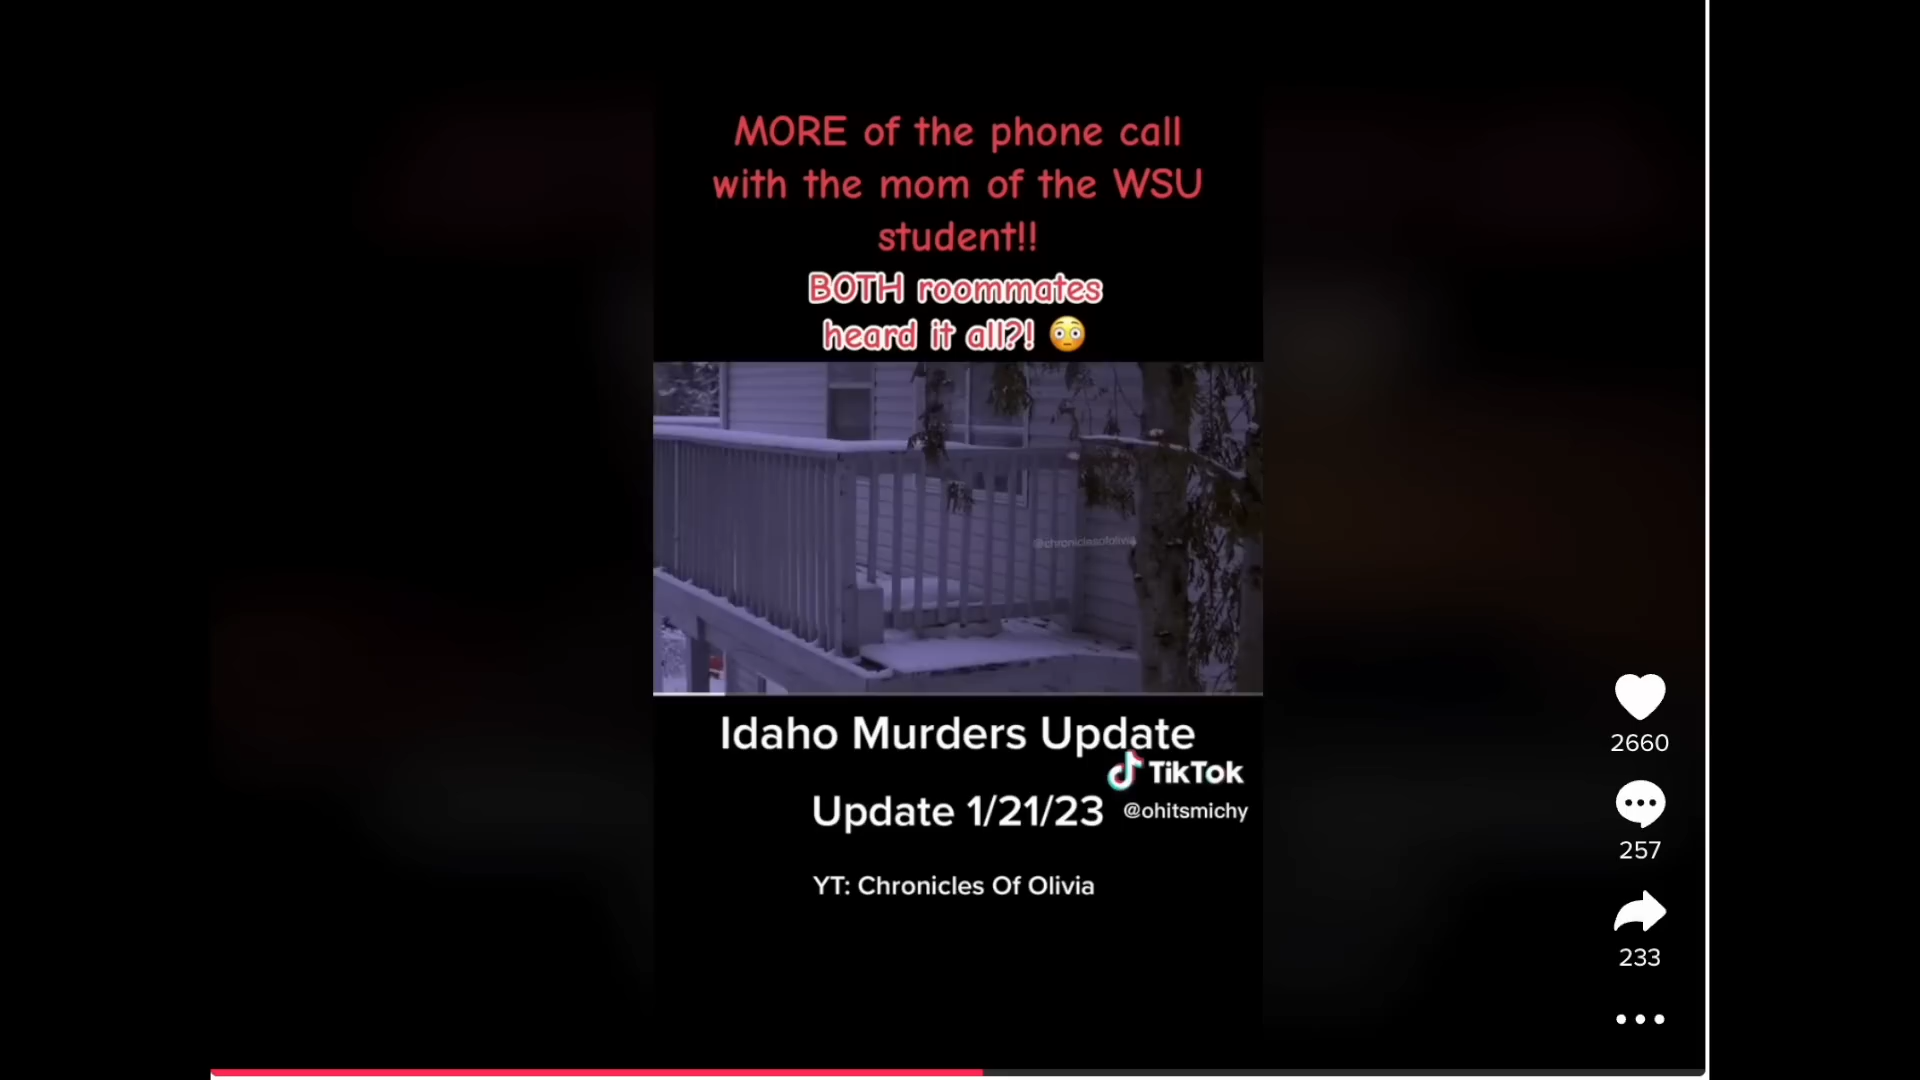 MORE of the phone call
with the mom of the WSU
student!!
BOTH roommates
heard it all?! 😳
@chroniclesofolivia
Idaho Murders Update
TikTok
Update 1/21/23
@ohitsmichy
YT: Chronicles Of Olivia
2660
257
233